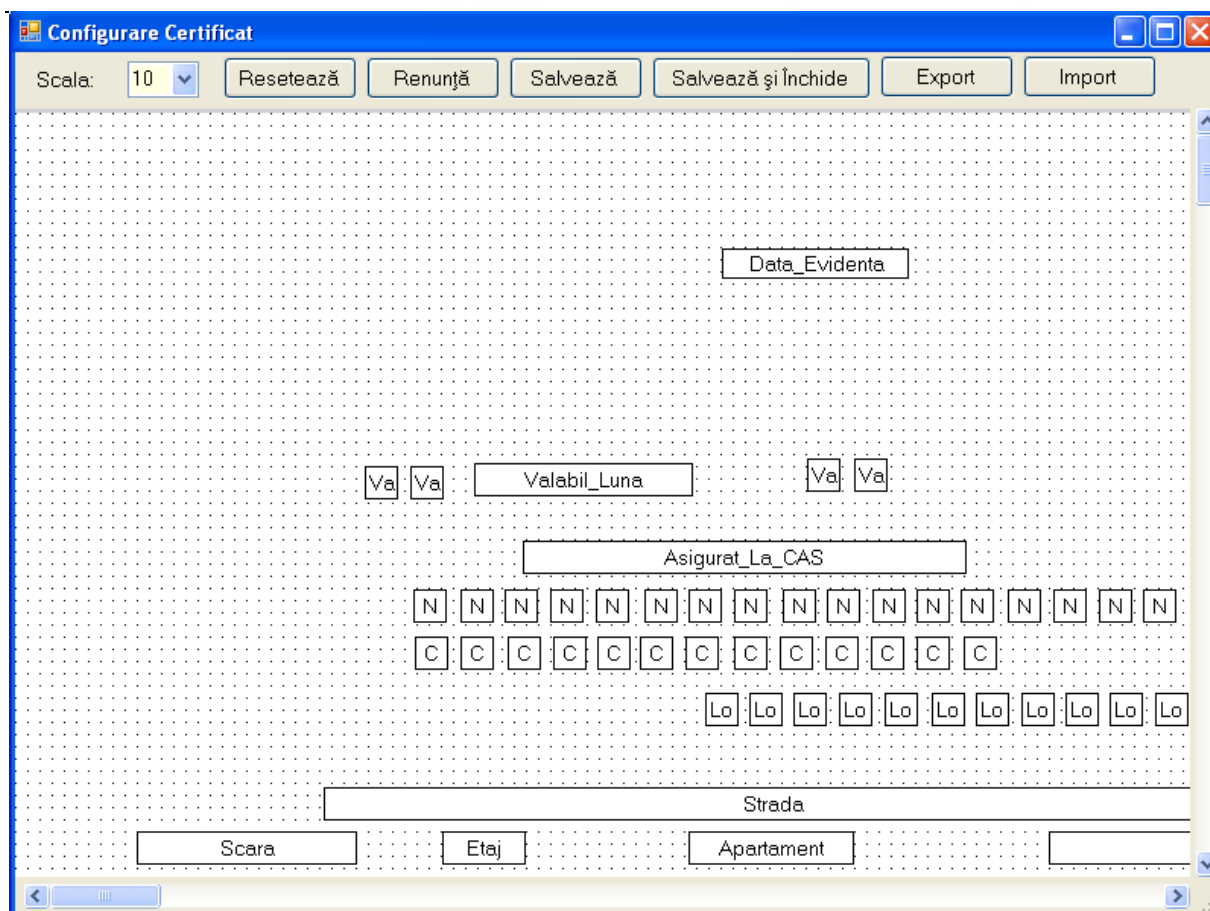 Configurare Certificat
Scala: 10 Resetează Renunţă Salvează Salvează şi Închide Export Import
Data_Evidenta
Va Va Valabil_Luna Va Va
Asigurat_La_CAS
N N N N N N N N N N N N N N N N N
C C C C C C C C C C C C C
Lo Lo Lo Lo Lo Lo Lo Lo Lo Lo Lo
Strada
Scara Etaj Apartament